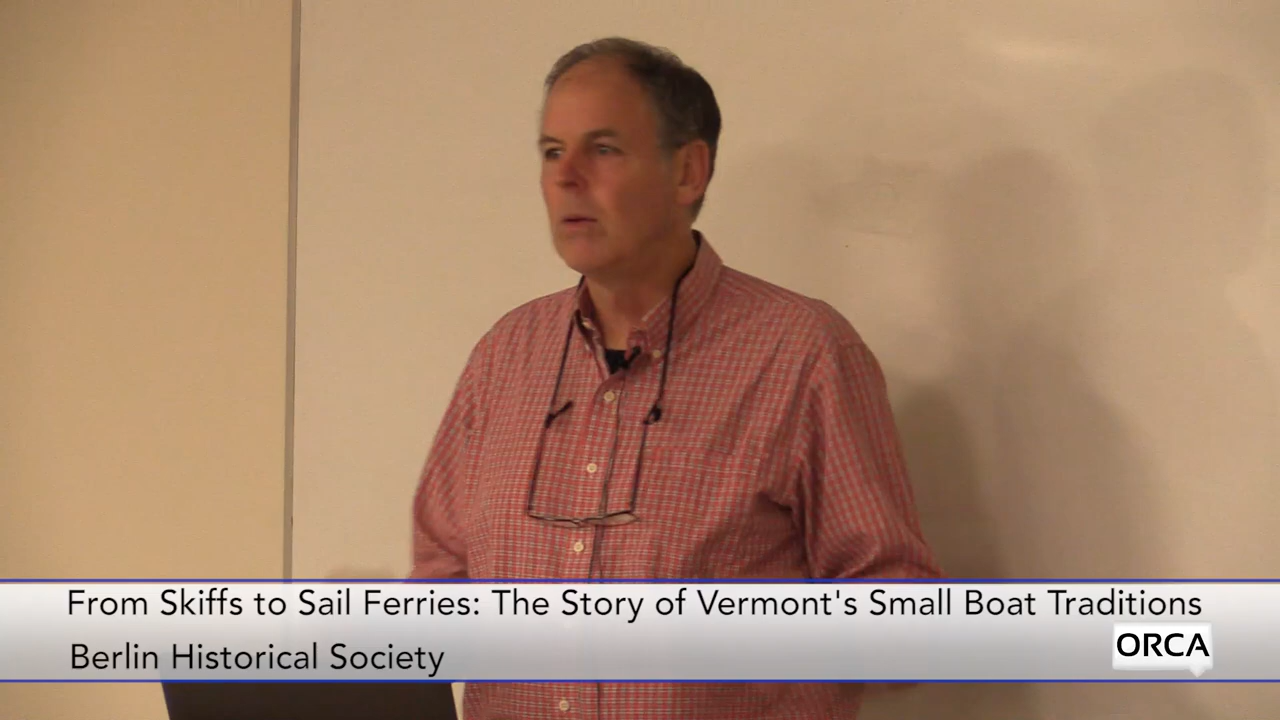 From Skiffs to Sail Ferries: The Story of Vermont's Small Boat Traditions
Berlin Historical Society
ORCA